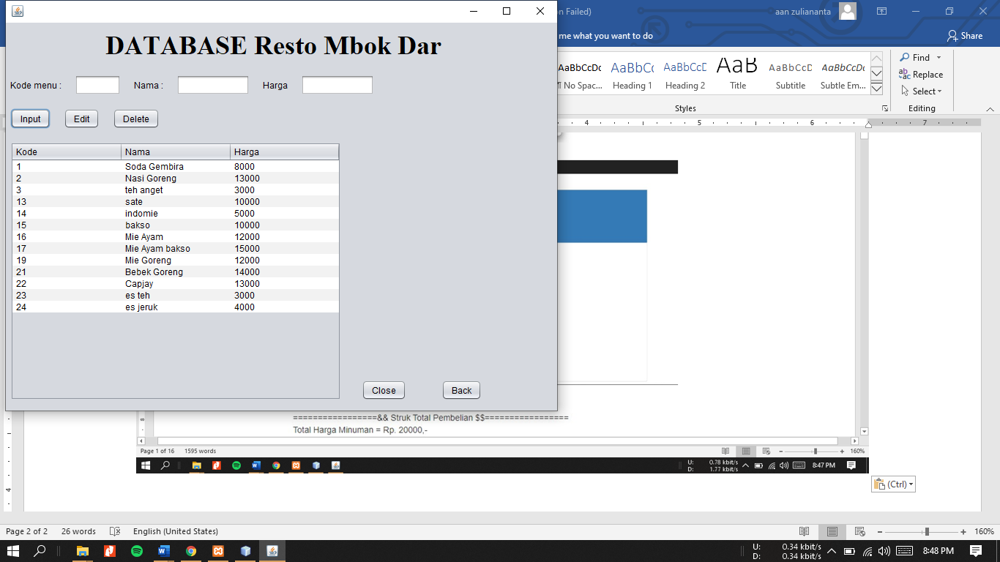 n Failed)
aan zuliananta
me what you want to do
Share
DATABASE Resto Mbok Dar
Kode menu :
Nama :
Harga
Input
Edit
Delete
Kode Nama Harga
1 Soda Gembira 8000
2 Nasi Goreng 13000
3 teh anget 3000
13 sate 10000
14 indomie 5000
15 bakso 10000
16 Mie Ayam 12000
17 Mie Ayam bakso 15000
19 Mie Goreng 12000
21 Bebek Goreng 14000
22 Capjay 13000
23 es teh 3000
24 es jeruk 4000
Close
Back
AaBbCcDc AaBbCc AaBbCcD AaB AaBbCcD AaBbCcDc
¶ No Spac... Heading 1 Heading 2 Title Subtitle Subtle Em...
Styles
Find
Replace
Select
Editing
4 5 6 7
=================&& Struk Total Pembelian $$=================
Total Harga Minuman = Rp. 20000,-
Page 1 of 16 1595 words
160%
U: 0.78 kbit/s
D: 1.77 kbit/s
8:47 PM
(Ctrl)
4
Page 2 of 2 26 words English (United States)
160%
U: 0.34 kbit/s
D: 0.34 kbit/s
8:48 PM